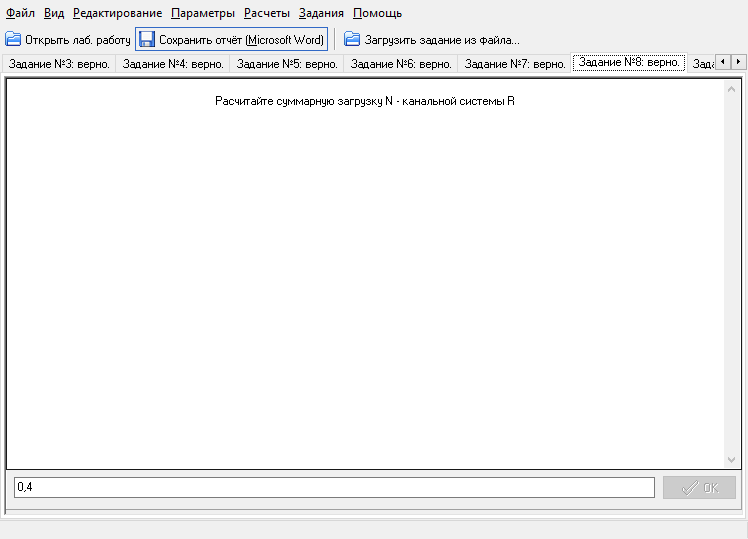 Файл Вид Редактирование Параметры Расчеты Задания Помощь
Открыть лаб. работу Сохранить отчёт (Microsoft Word) Загрузить задание из файла...
Задание №3: верно. Задание №4: верно. Задание №5: верно. Задание №6: верно. Задание №7: верно. Задание №8: верно. Зада
Расчитайте суммарную загрузку N - канальной системы R
0,4 OK